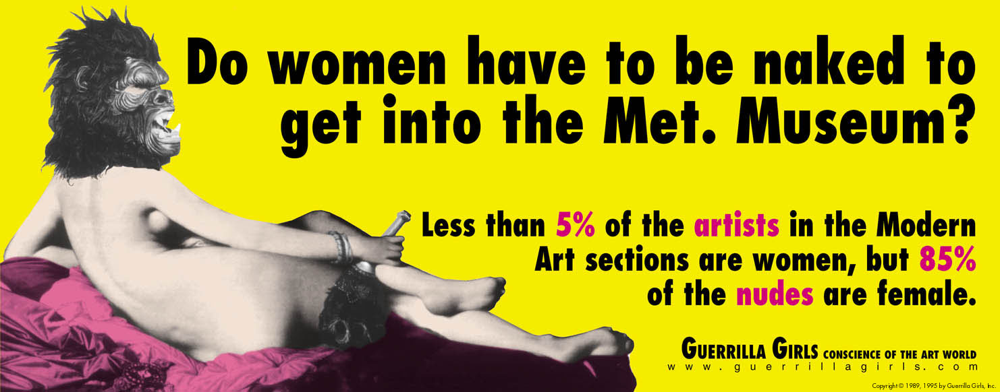 Do women have to be naked to
get into the Met. Museum?
Less than 5% of the artists in the Modern
Art sections are women, but 85%
of the nudes are female.
GUERRILLA GIRLS CONSCIENCE OF THE ART WORLD
www.guerrillagirls.com
Copyright © 1989, 1995 by Guerrilla Girls, Inc.